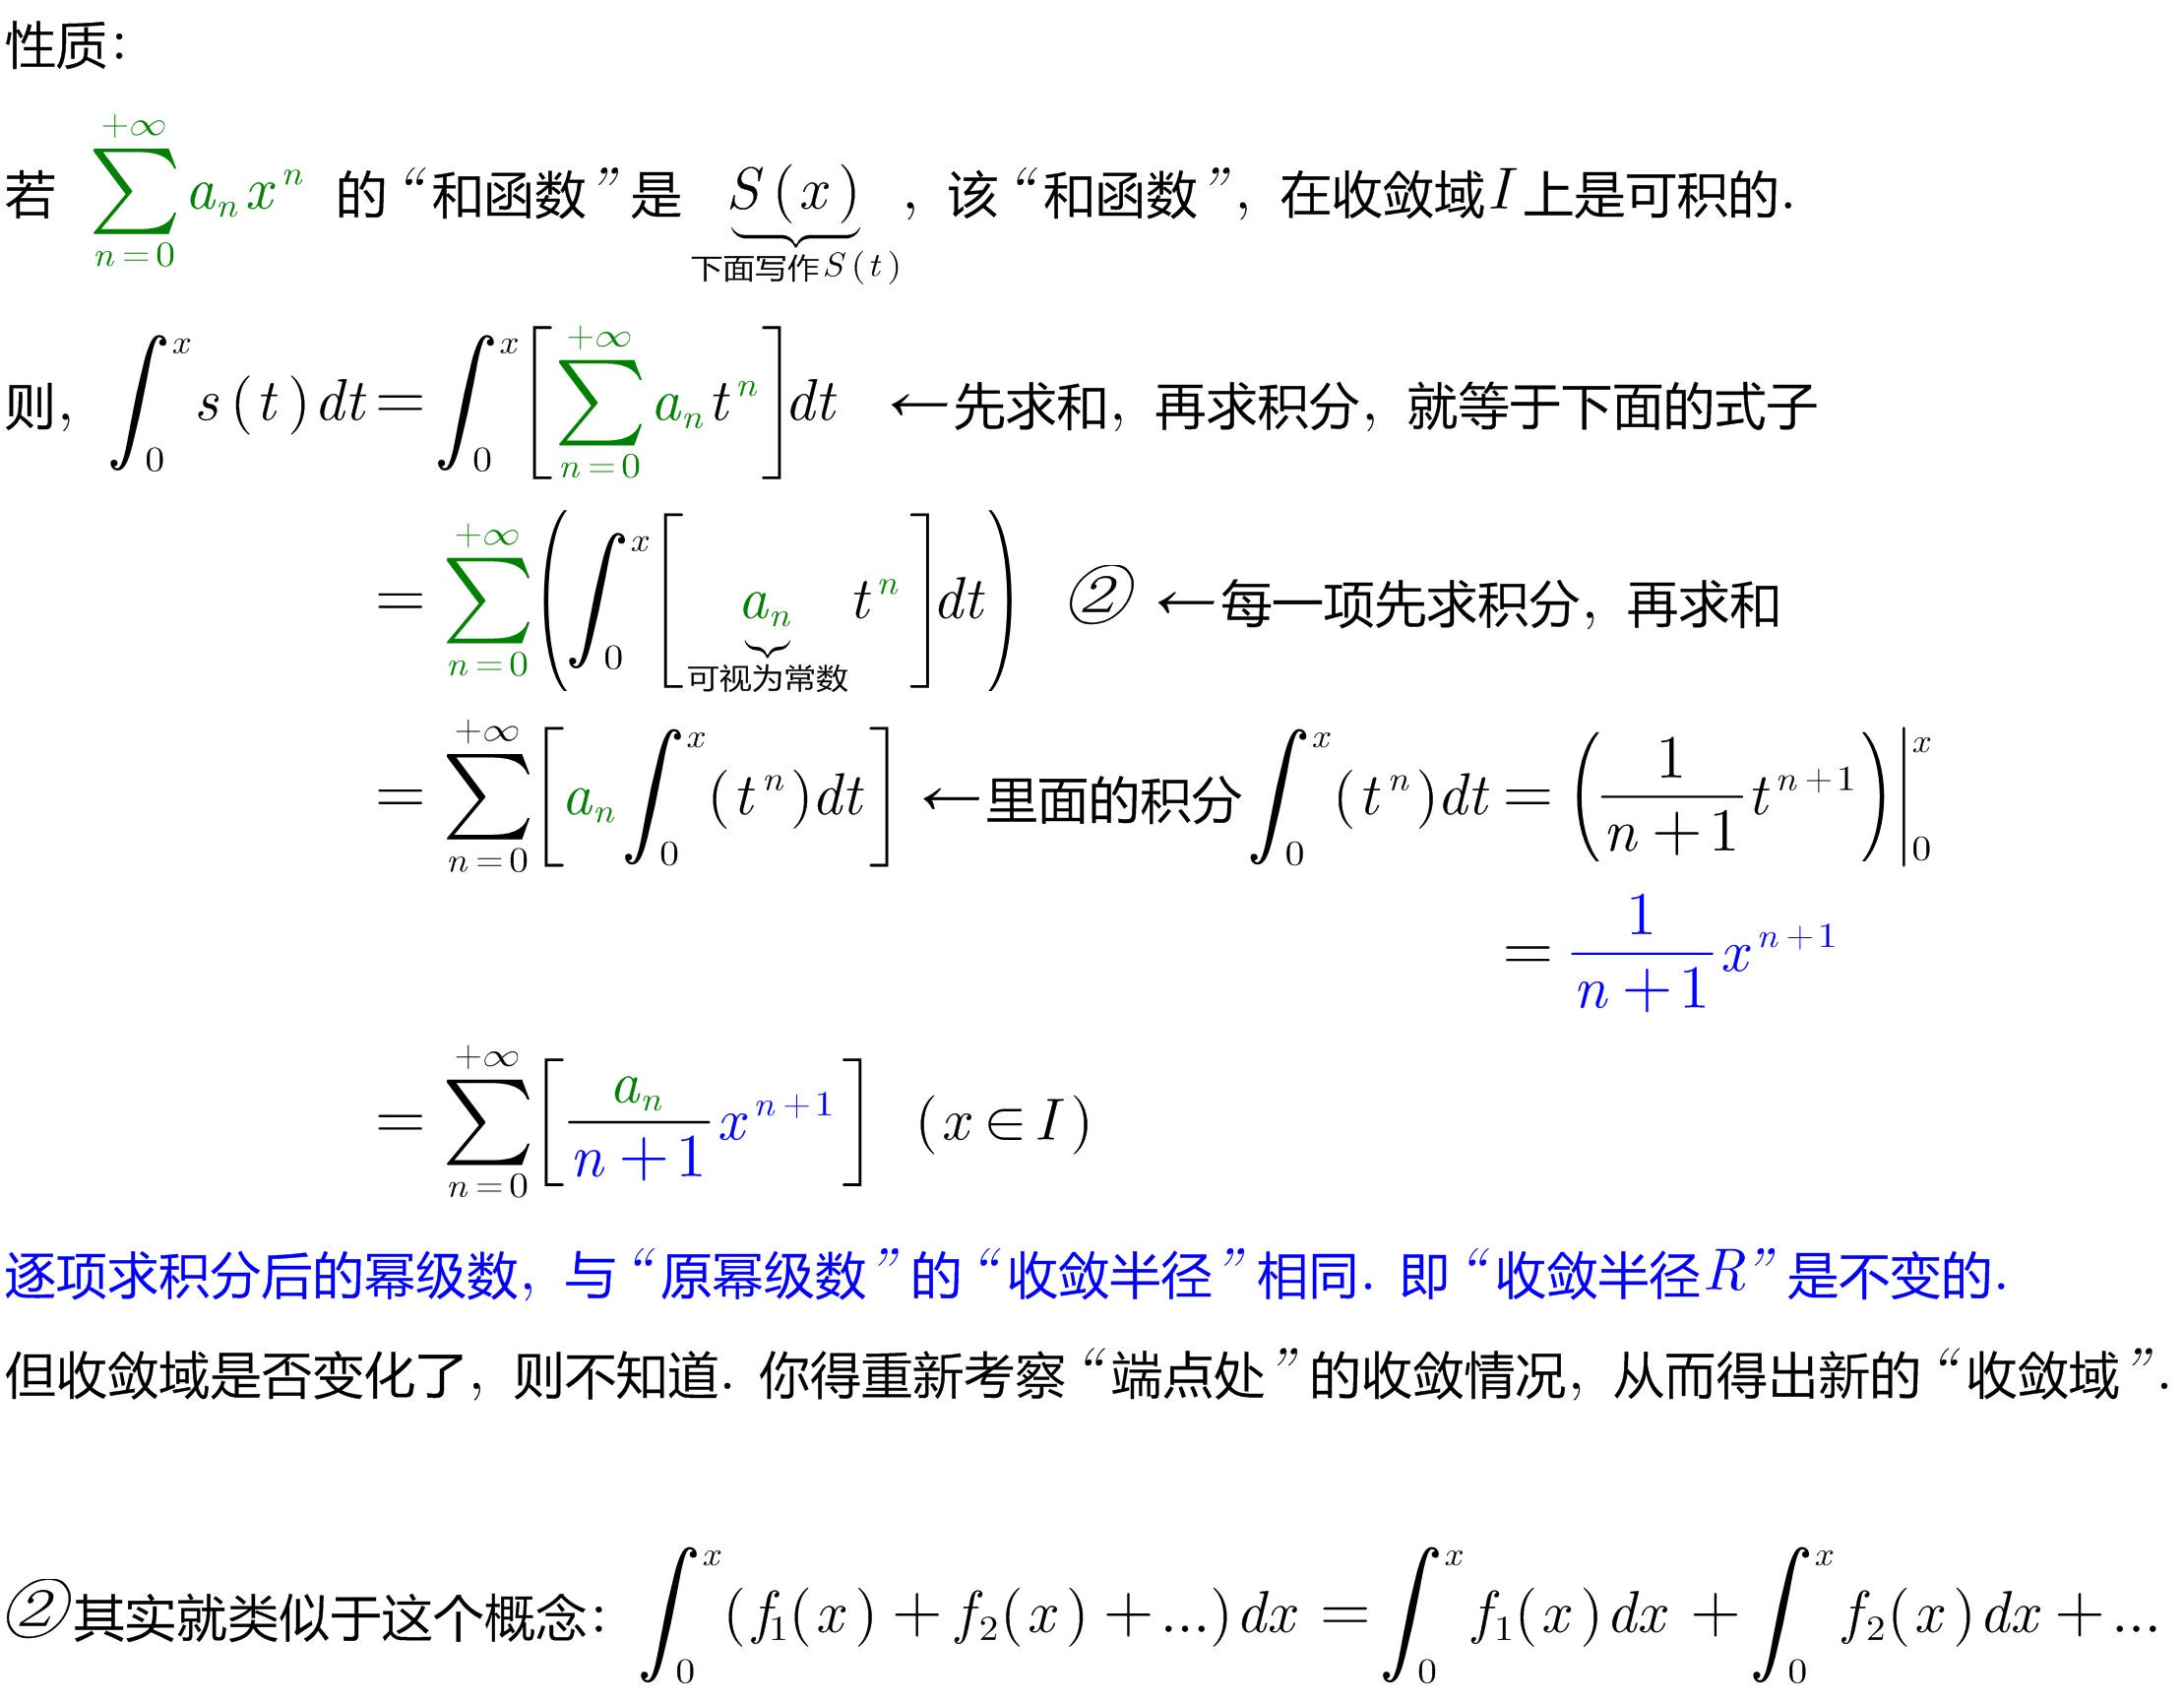 性质：
若 $\sum_{n=0}^{+\infty} a_n x^n$ 的“和函数”是 $\underbrace{S(x)}_{下面写作S(t)}$，该“和函数”，在收敛域$I$上是可积的.
则，$\int_0^x s(t)dt = \int_0^x \left[\sum_{n=0}^{+\infty} a_n t^n\right]dt$ ←先求和，再求积分，就等于下面的式子
$= \sum_{n=0}^{+\infty}\left(\int_0^x \left[\underbrace{a_n}_{可视为常数} t^n\right]dt\right)$ ② ←每一项先求积分，再求和
$= \sum_{n=0}^{+\infty}\left[a_n \int_0^x (t^n)dt\right]$ ←里面的积分$\int_0^x (t^n)dt = \left(\frac{1}{n+1}t^{n+1}\right)\Big|_0^x$
$= \frac{1}{n+1}x^{n+1}$
$= \sum_{n=0}^{+\infty}\left[\frac{a_n}{n+1}x^{n+1}\right]$ $(x \in I)$
逐项求积分后的幂级数，与“原幂级数”的“收敛半径”相同. 即“收敛半径$R$”是不变的.
但收敛域是否变化了，则不知道. 你得重新考察“端点处”的收敛情况，从而得出新的“收敛域”.
②其实就类似于这个概念：$\int_0^x (f_1(x)+f_2(x)+...)dx = \int_0^x f_1(x)dx + \int_0^x f_2(x)dx + ...$